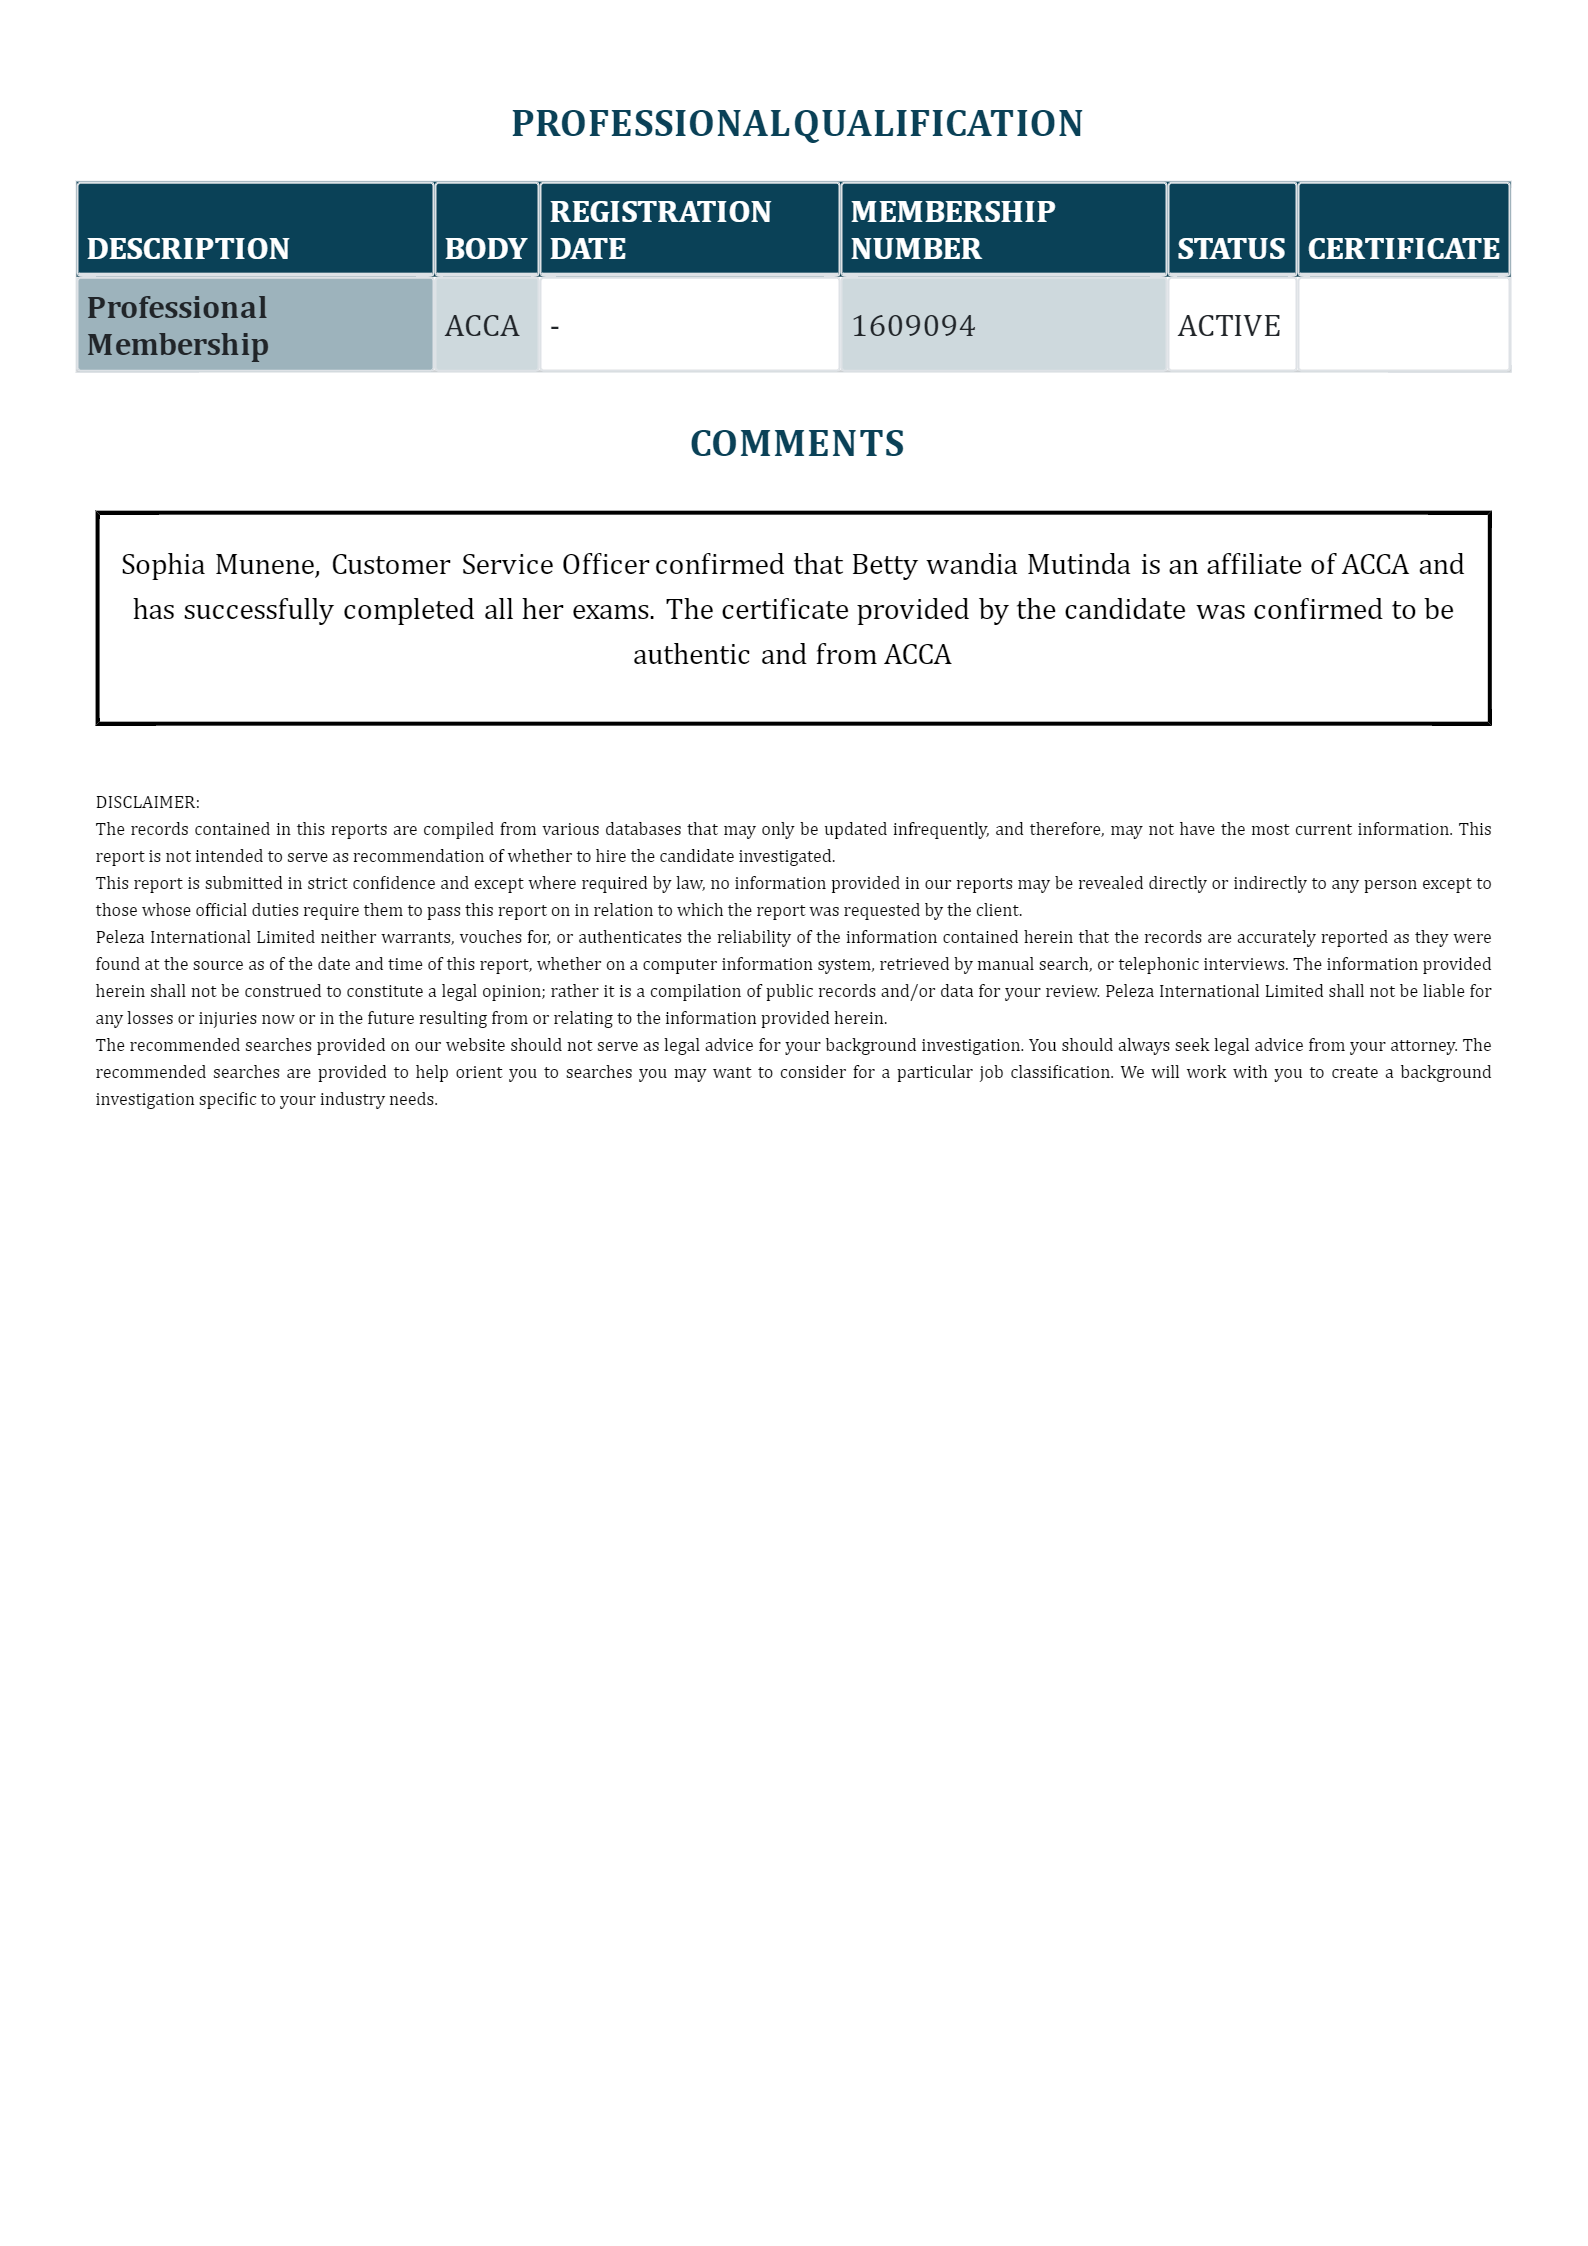 PROFESSIONAL QUALIFICATION
DESCRIPTION BODY REGISTRATION DATE MEMBERSHIP NUMBER STATUS CERTIFICATE
Professional Membership ACCA - 1609094 ACTIVE
COMMENTS
Sophia Munene, Customer Service Officer confirmed that Betty wandia Mutinda is an affiliate of ACCA and
has successfully completed all her exams. The certificate provided by the candidate was confirmed to be
authentic and from ACCA
DISCLAIMER:
The records contained in this reports are compiled from various databases that may only be updated infrequently, and therefore, may not have the most current information. This
report is not intended to serve as recommendation of whether to hire the candidate investigated.
This report is submitted in strict confidence and except where required by law, no information provided in our reports may be revealed directly or indirectly to any person except to
those whose official duties require them to pass this report on in relation to which the report was requested by the client.
Peleza International Limited neither warrants, vouches for, or authenticates the reliability of the information contained herein that the records are accurately reported as they were
found at the source as of the date and time of this report, whether on a computer information system, retrieved by manual search, or telephonic interviews. The information provided
herein shall not be construed to constitute a legal opinion; rather it is a compilation of public records and/or data for your review. Peleza International Limited shall not be liable for
any losses or injuries now or in the future resulting from or relating to the information provided herein.
The recommended searches provided on our website should not serve as legal advice for your background investigation. You should always seek legal advice from your attorney. The
recommended searches are provided to help orient you to searches you may want to consider for a particular job classification. We will work with you to create a background
investigation specific to your industry needs.